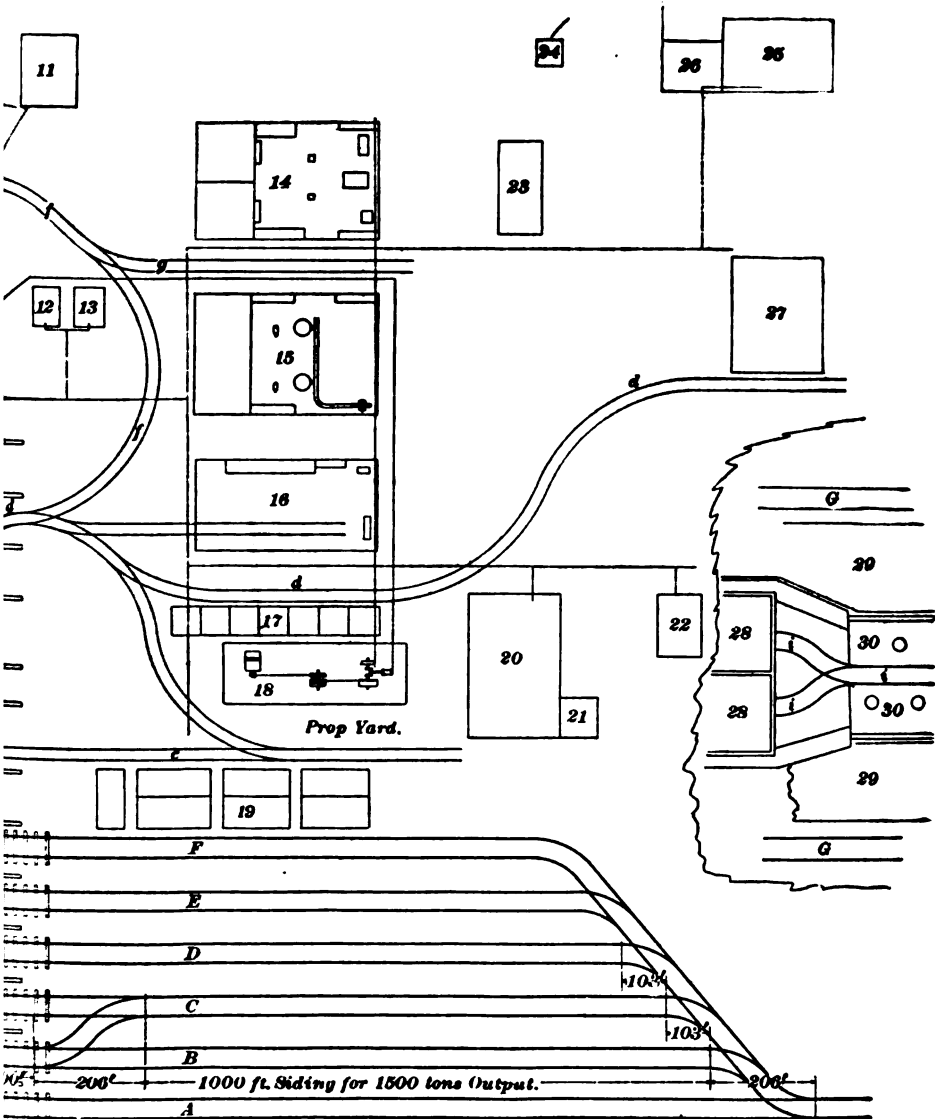 24
26 25
11
14
23
f
g
12 13
27
15
d
f
G
16
d
29
d
17
22
28 30
20
i
18
i
21 28 30
Prop Yard.
e
29
19
F
G
E
D
103'
C
103'
B
206' 1000 ft. Siding for 1500 tons Output. 206'
A